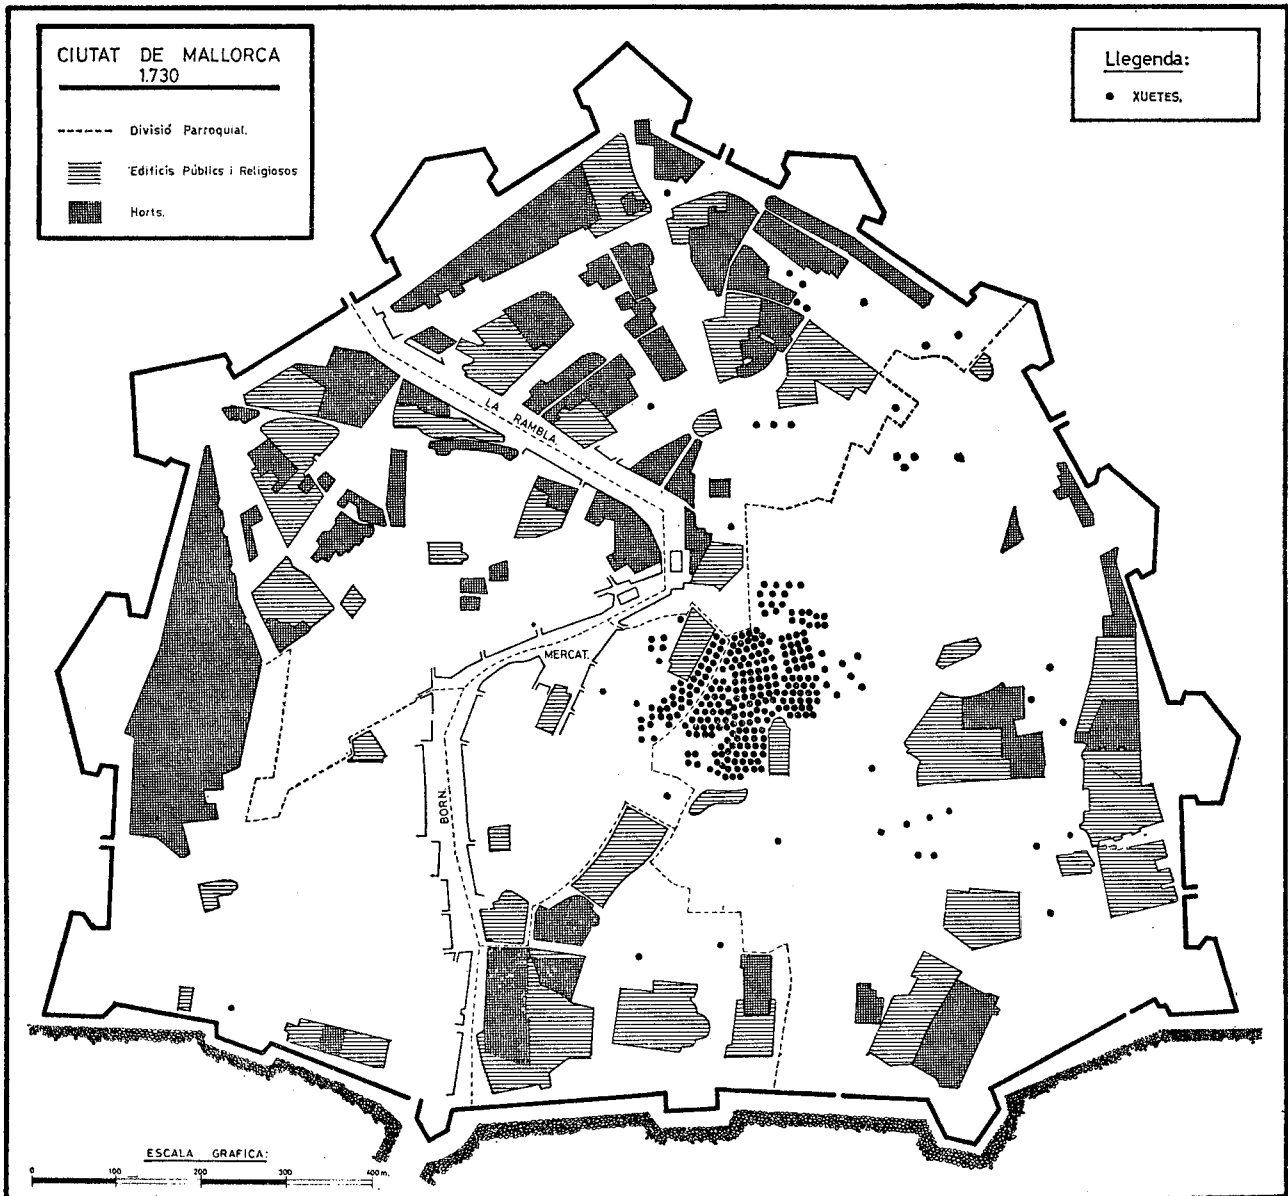 CIUTAT DE MALLORCA
1.730
Divisió Parroquial.
Edificis Públics i Religiosos
Horts.
Llegenda:
XUETES.
LA RAMBLA.
MERCAT.
BORN.
ESCALA GRAFICA:
0 100 200 300 400 m.